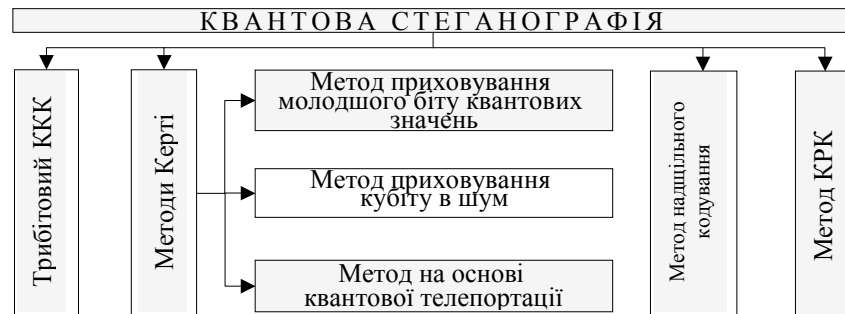 КВАНТОВА СТЕГАНОГРАФІЯ
Трибітовий ККК
Методи Керті
Метод приховування
молодшого біту квантових
значень
Метод приховування
кубіту в шум
Метод на основі
квантової телепортації
Метод надщільного
кодування
Метод КРК